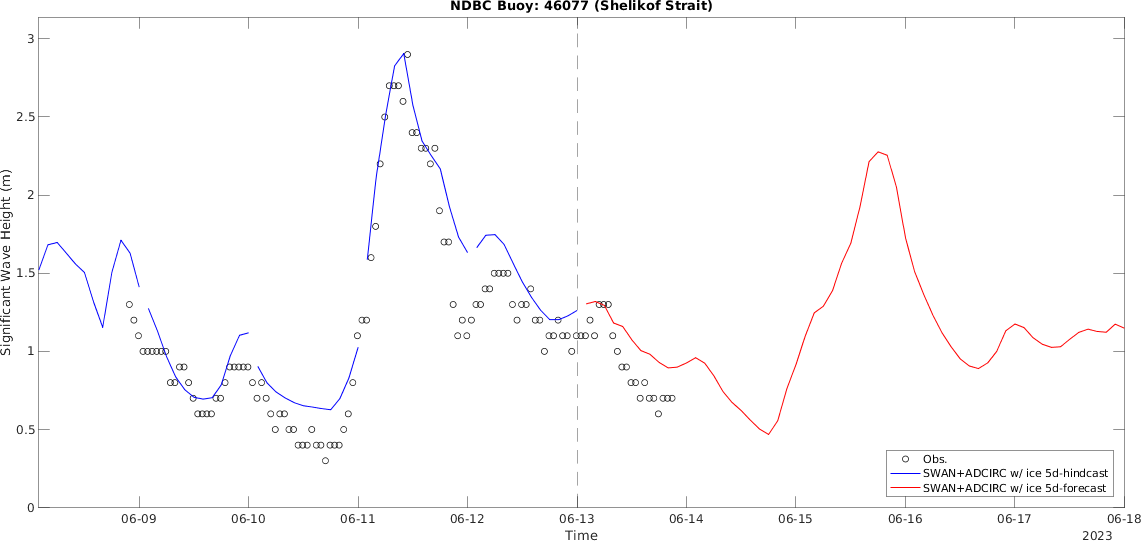 NDBC Buoy: 46077 (Shelikof Strait)
Significant Wave Height (m)
3
2.5
2
1.5
1
0.5
0
Obs.
SWAN+ADCIRC w/ ice 5d-hindcast
SWAN+ADCIRC w/ ice 5d-forecast
06-09 06-10 06-11 06-12 06-13 06-14 06-15 06-16 06-17 06-18
Time
2023